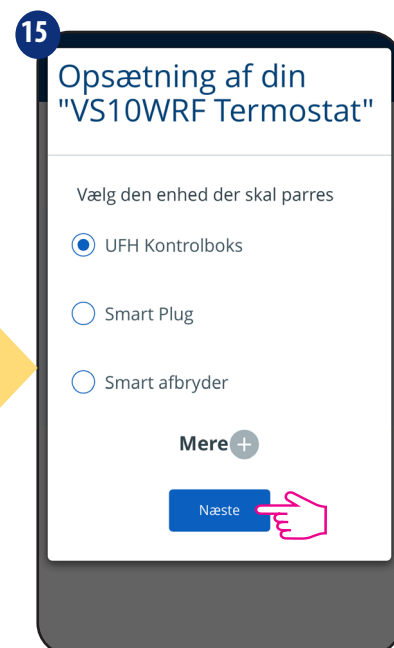 15
Opsætning af din
"VS10WRF Termostat"
Vælg den enhed der skal parres
UFH Kontrolboks
Smart Plug
Smart afbryder
Mere +
Næste